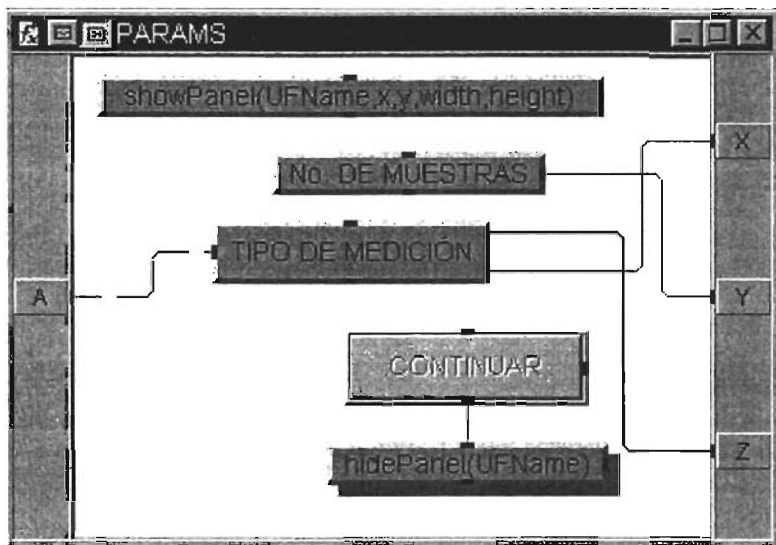 PARAMS
showPanel(UFName,x,y,width,height)
X
No. DE MUESTRAS
TIPO DE MEDICIÓN
A
Y
CONTINUAR
hidePanel(UFName)
Z